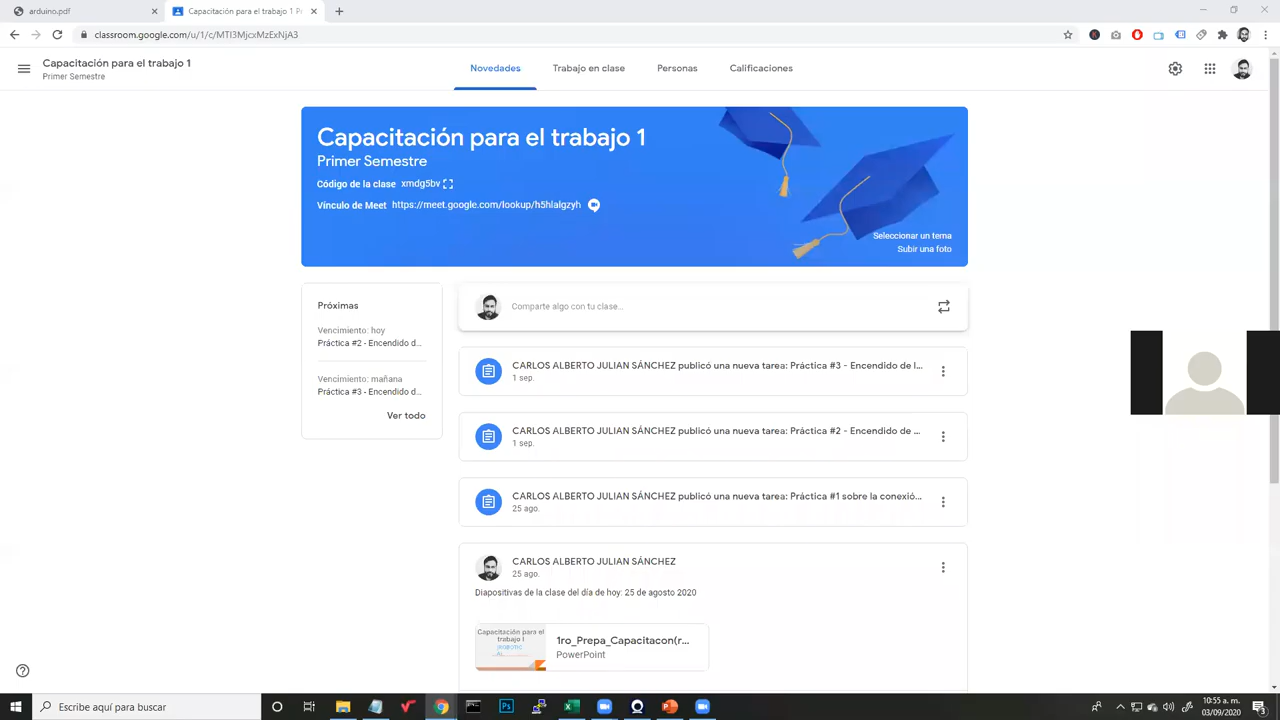 arduino.pdf
Capacitación para el trabajo 1 P
classroom.google.com/u/1/c/MTI3MjcxMzExNjA3
Capacitación para el trabajo 1
Primer Semestre
Novedades
Trabajo en clase
Personas
Calificaciones
Capacitación para el trabajo 1
Primer Semestre
Código de la clase xmdg5bv
Vínculo de Meet https://meet.google.com/lookup/h5hlalgzyh
Seleccionar un tema
Subir una foto
Próximas
Vencimiento: hoy
Práctica #2 - Encendido d...
Vencimiento: mañana
Práctica #3 - Encendido d...
Ver todo
Comparte algo con tu clase...
CARLOS ALBERTO JULIAN SÁNCHEZ publicó una nueva tarea: Práctica #3 - Encendido de l...
1 sep.
CARLOS ALBERTO JULIAN SÁNCHEZ publicó una nueva tarea: Práctica #2 - Encendido de ...
1 sep.
CARLOS ALBERTO JULIAN SÁNCHEZ publicó una nueva tarea: Práctica #1 sobre la conexió...
25 ago.
CARLOS ALBERTO JULIAN SÁNCHEZ
25 ago.
Diapositivas de la clase del día de hoy: 25 de agosto 2020
Capacitación para el
trabajo I
1ro_Prepa_Capacitacon(r...
PowerPoint
Escribe aquí para buscar
10:55 a. m.
03/09/2020